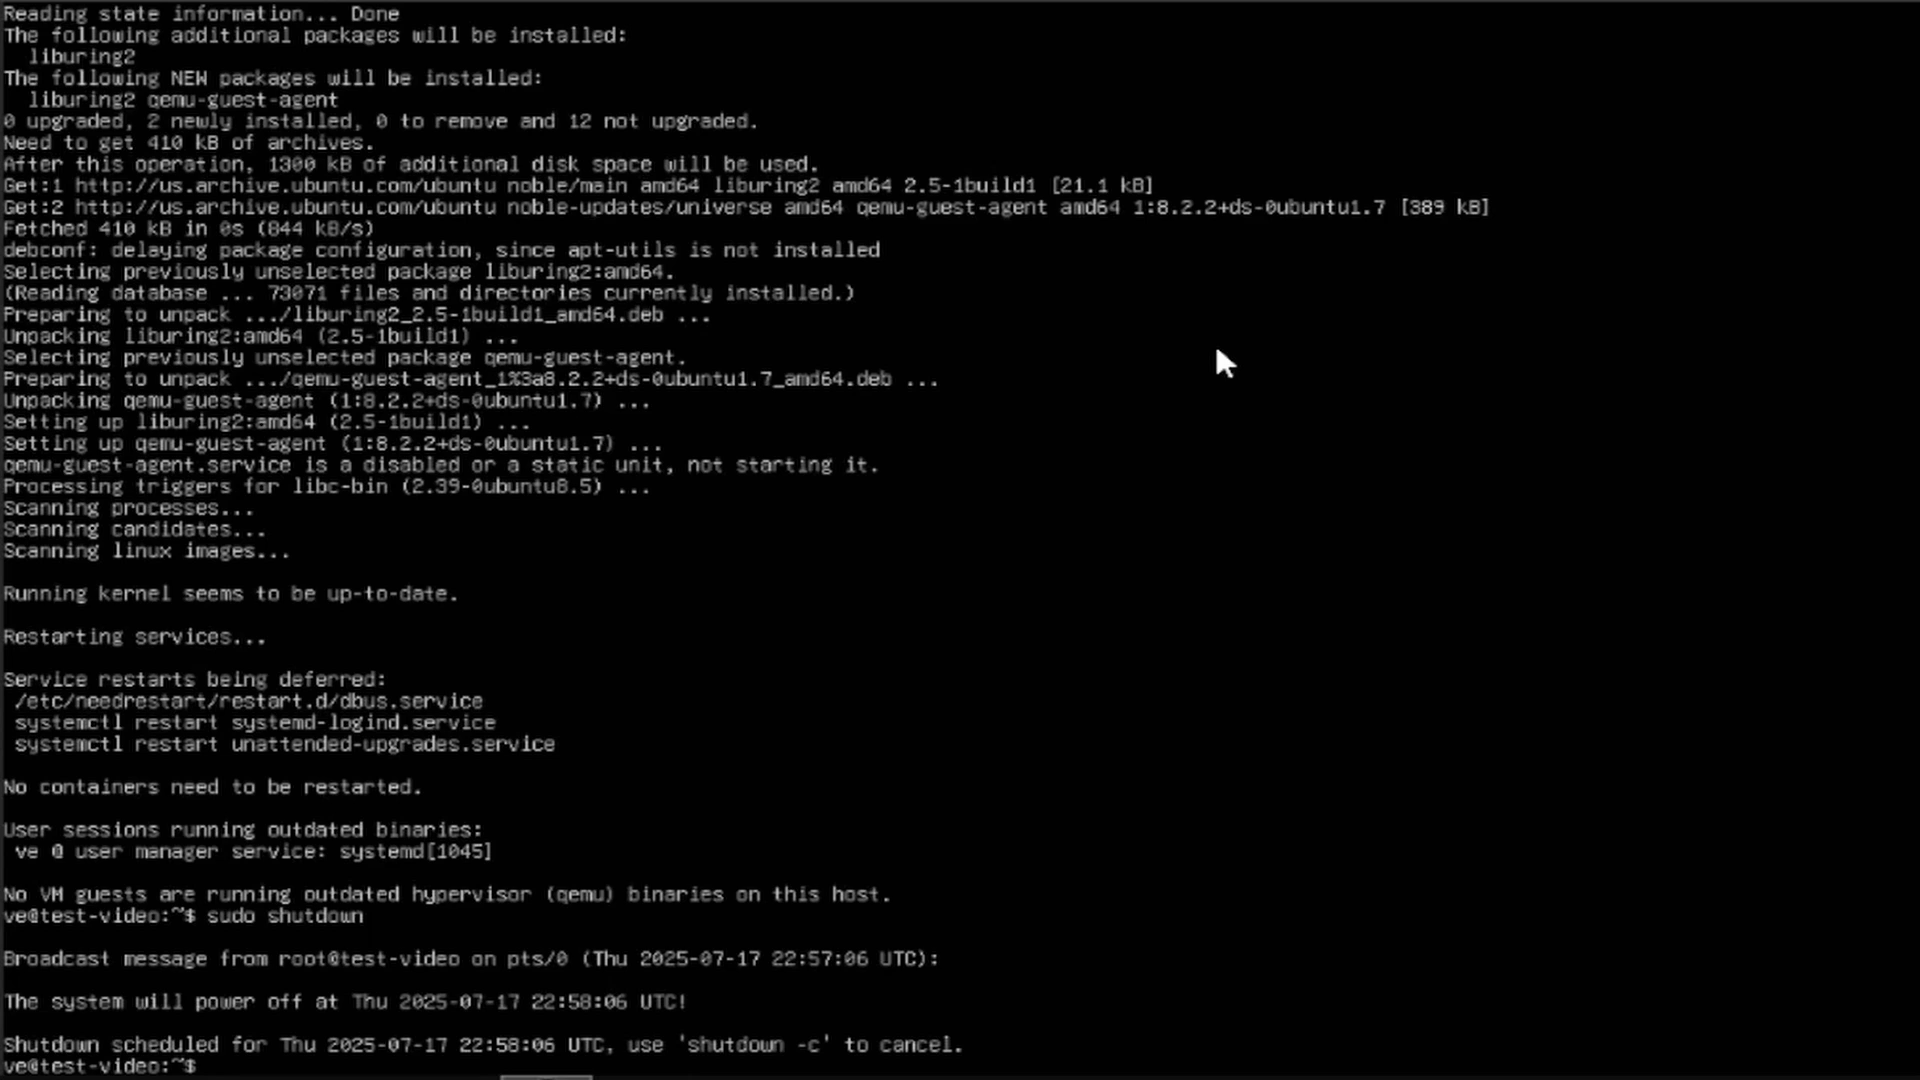 Reading state information... Done
The following additional packages will be installed:
  liburing2
The following NEW packages will be installed:
  liburing2 qemu-guest-agent
0 upgraded, 2 newly installed, 0 to remove and 12 not upgraded.
Need to get 410 kB of archives.
After this operation, 1300 kB of additional disk space will be used.
Get:1 http://us.archive.ubuntu.com/ubuntu noble/main amd64 liburing2 amd64 2.5-1build1 [21.1 kB]
Get:2 http://us.archive.ubuntu.com/ubuntu noble-updates/universe amd64 qemu-guest-agent amd64 1:8.2.2+ds-0ubuntu1.7 [389 kB]
Fetched 410 kB in 0s (844 kB/s)
debconf: delaying package configuration, since apt-utils is not installed
Selecting previously unselected package liburing2:amd64.
(Reading database ... 73071 files and directories currently installed.)
Preparing to unpack .../liburing2_2.5-1build1_amd64.deb ...
Unpacking liburing2:amd64 (2.5-1build1) ...
Selecting previously unselected package qemu-guest-agent.
Preparing to unpack .../qemu-guest-agent_1%3a8.2.2+ds-0ubuntu1.7_amd64.deb ...
Unpacking qemu-guest-agent (1:8.2.2+ds-0ubuntu1.7) ...
Setting up liburing2:amd64 (2.5-1build1) ...
Setting up qemu-guest-agent (1:8.2.2+ds-0ubuntu1.7) ...
qemu-guest-agent.service is a disabled or a static unit, not starting it.
Processing triggers for libc-bin (2.39-0ubuntu8.5) ...
Scanning processes...
Scanning candidates...
Scanning linux images...
Running kernel seems to be up-to-date.
Restarting services...
Service restarts being deferred:
 /etc/needrestart/restart.d/dbus.service
 systemctl restart systemd-logind.service
 systemctl restart unattended-upgrades.service
No containers need to be restarted.
User sessions running outdated binaries:
 ve @ user manager service: systemd[1045]
No VM guests are running outdated hypervisor (qemu) binaries on this host.
ve@test-video:~$ sudo shutdown
Broadcast message from root@test-video on pts/0 (Thu 2025-07-17 22:57:06 UTC):
The system will power off at Thu 2025-07-17 22:58:06 UTC!
Shutdown scheduled for Thu 2025-07-17 22:58:06 UTC, use 'shutdown -c' to cancel.
ve@test-video:~$